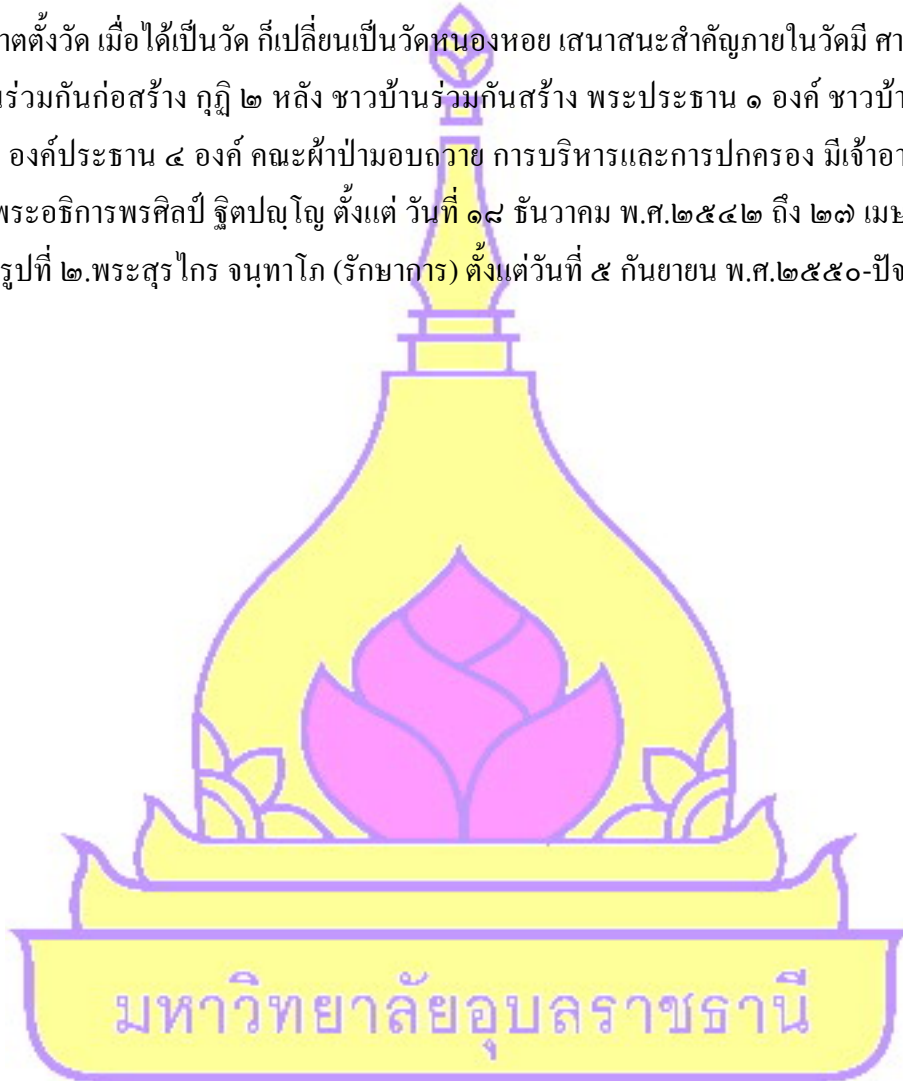 าตตั้งวัด เมื่อได้เป็นวัด ก็เปลี่ยนเป็นวัดหนองหอย เสนาสนะสำคัญภายในวัดมี ศา
นร่วมกันก่อสร้าง กุฏิ ๒ หลัง ชาวบ้านร่วมกันสร้าง พระประธาน ๑ องค์ ชาวบ้า
องค์ประธาน ๔ องค์ คณะผ้าป่ามอบถวาย การบริหารและการปกครอง มีเจ้าอา
พระอธิการพรศิลป์ ฐิตปญฺโญ ตั้งแต่ วันที่ ๑๘ ธันวาคม พ.ศ.๒๕๔๒ ถึง ๒๗ เมษ
รูปที่ ๒.พระสุรไกร จนฺทาโภ (รักษาการ) ตั้งแต่วันที่ ๕ กันยายน พ.ศ.๒๕๕๐-ปัจ
มหาวิทยาลัยอุบลราชธานี